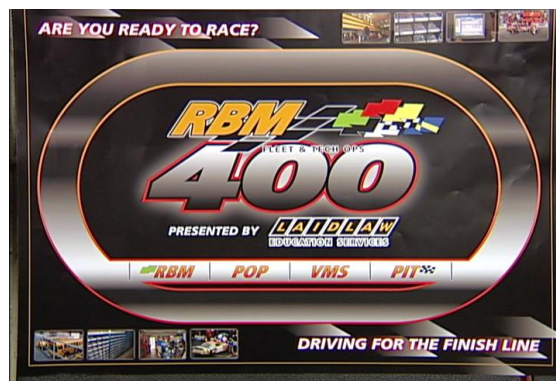 ARE YOU READY TO RACE?
RBM
FLEET & TECH OPS
400
PRESENTED BY LAIDLAW
EDUCATION SERVICES
RBM POP VMS PIT
DRIVING FOR THE FINISH LINE